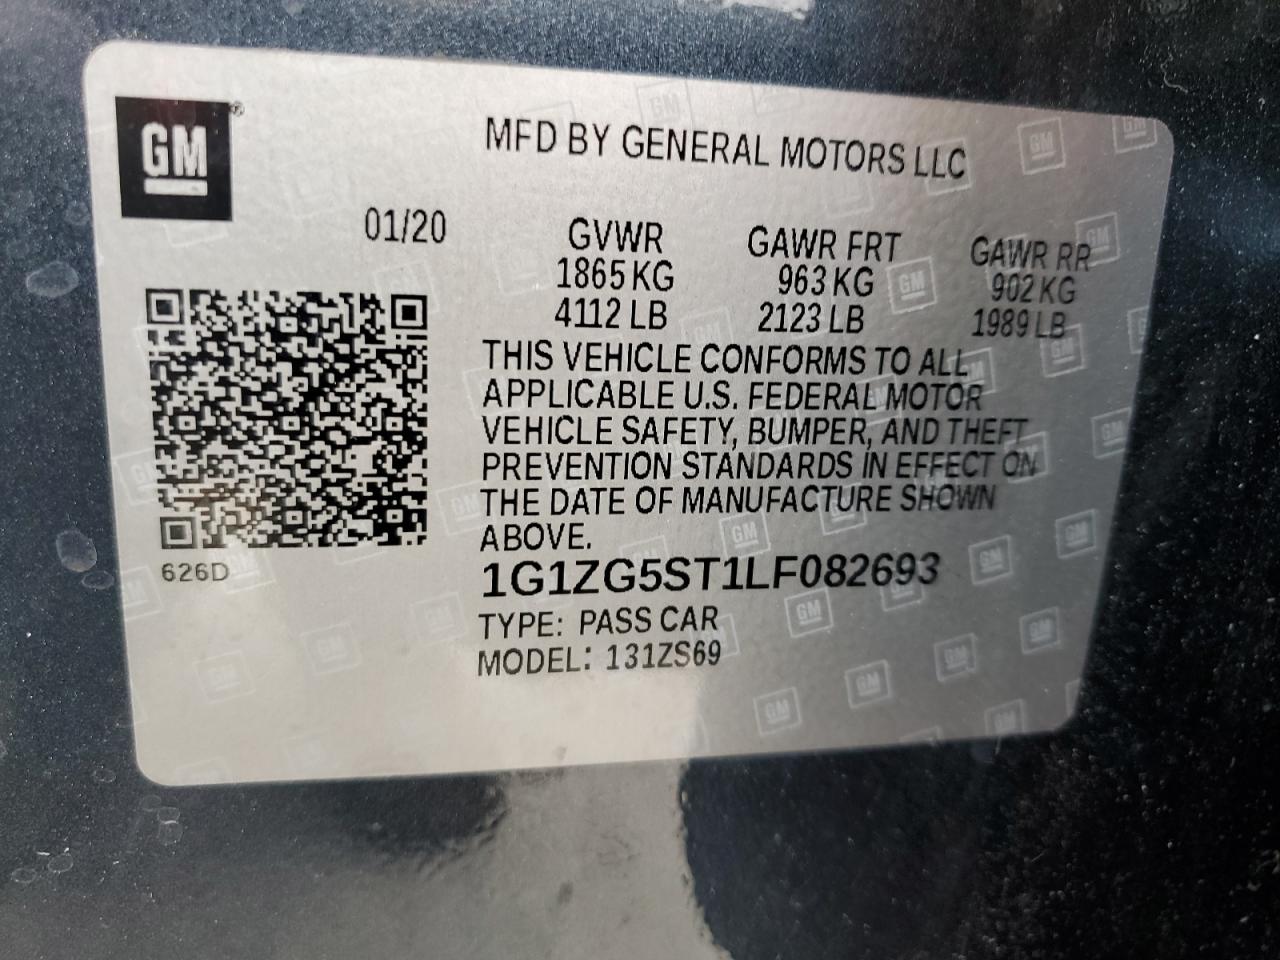 GM®
MFD BY GENERAL MOTORS LLC
01/20
GVWR GAWR FRT GAWR RR
1865 KG 963 KG 902 KG
4112 LB 2123 LB 1989 LB
THIS VEHICLE CONFORMS TO ALL
APPLICABLE U.S. FEDERAL MOTOR
VEHICLE SAFETY, BUMPER, AND THEFT
PREVENTION STANDARDS IN EFFECT ON
THE DATE OF MANUFACTURE SHOWN
ABOVE.
626D
1G1ZG5ST1LF082693
TYPE: PASS CAR
MODEL: 131ZS69